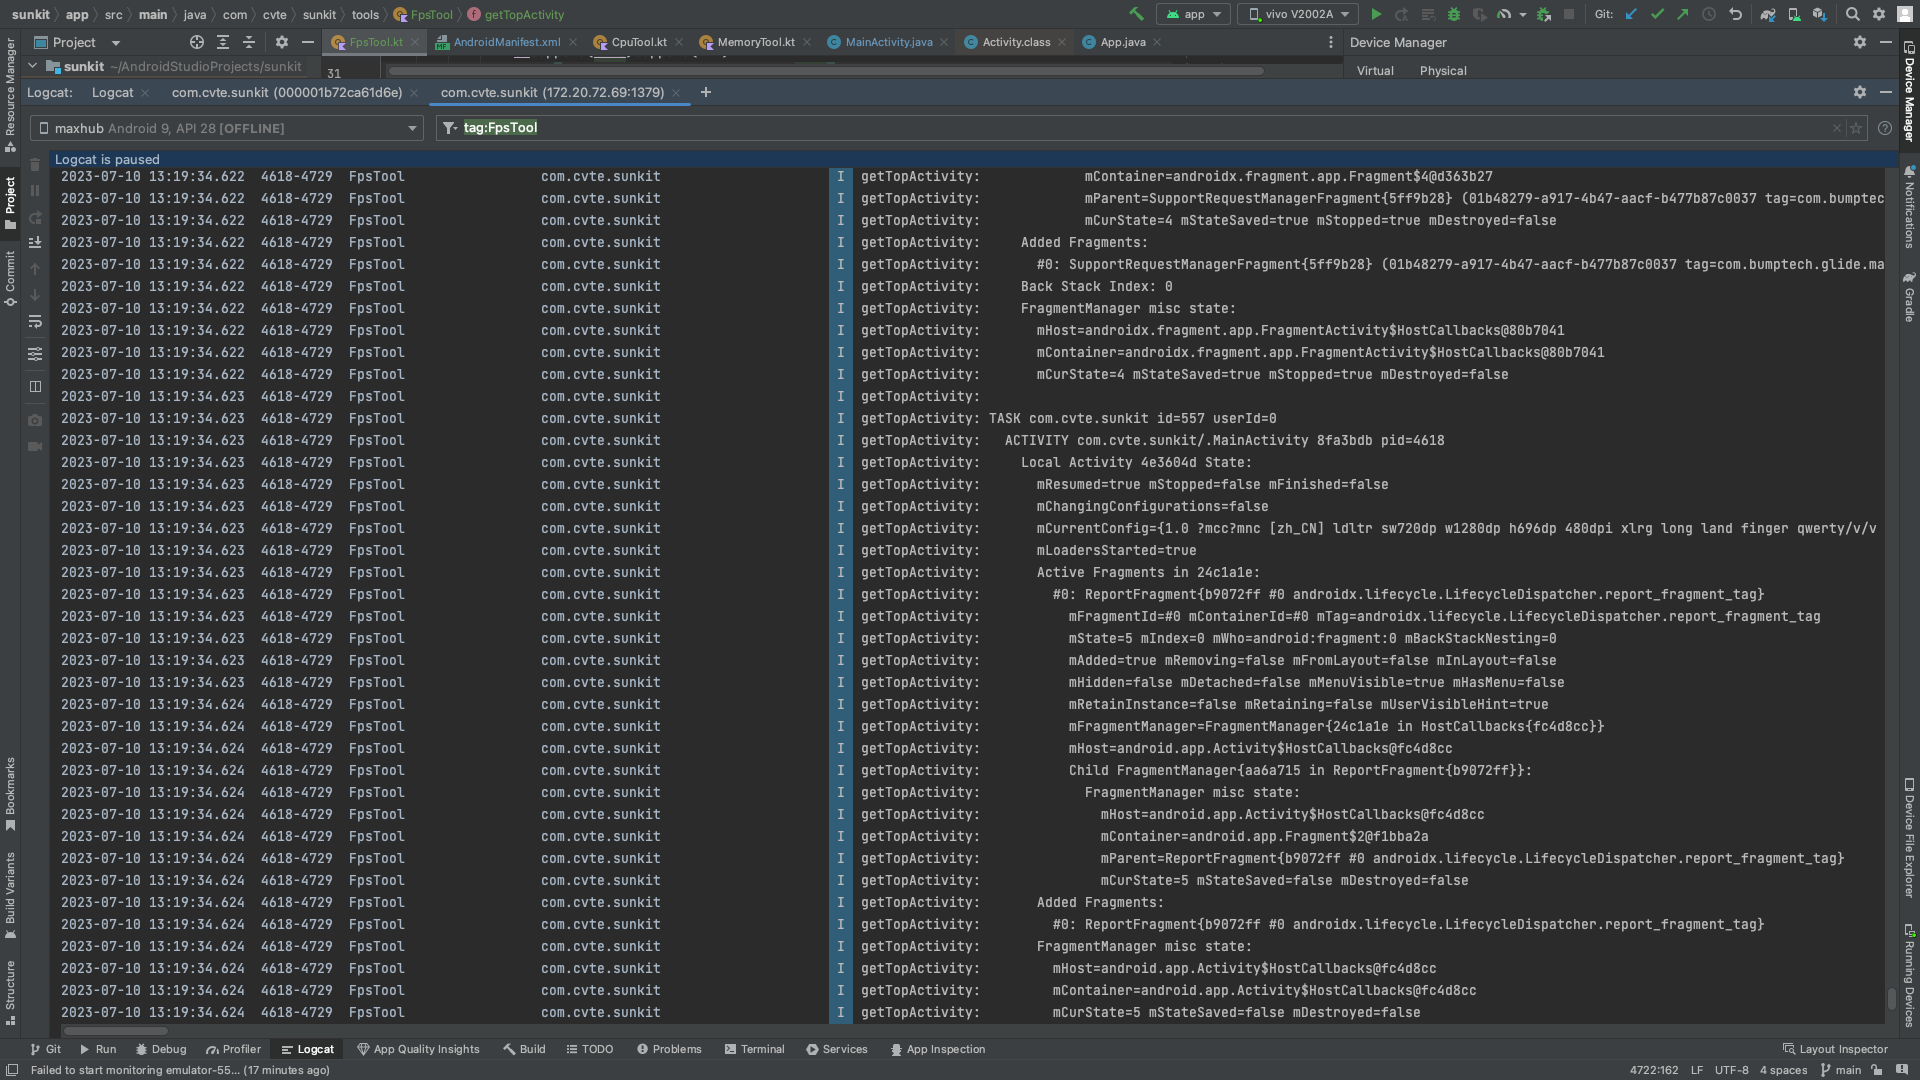 sunkit app src main java com cvte sunkit tools FpsTool getTopActivity app vivo V2002A Git:
Project FpsTool.kt AndroidManifest.xml CpuTool.kt MemoryTool.kt MainActivity.java Activity.class App.java Device Manager
sunkit ~/AndroidStudioProjects/sunkit 31 Virtual Physical
Logcat: Logcat com.cvte.sunkit (000001b72ca61d6e) com.cvte.sunkit (172.20.72.69:1379)
maxhub Android 9, API 28 [OFFLINE] tag:FpsTool
Logcat is paused
2023-07-10 13:19:34.622 4618-4729 FpsTool com.cvte.sunkit I getTopActivity: mContainer=androidx.fragment.app.Fragment$4@d363b27
2023-07-10 13:19:34.622 4618-4729 FpsTool com.cvte.sunkit I getTopActivity: mParent=SupportRequestManagerFragment{5ff9b28} (01b48279-a917-4b47-aacf-b477b87c0037 tag=com.bumptec
2023-07-10 13:19:34.622 4618-4729 FpsTool com.cvte.sunkit I getTopActivity: mCurState=4 mStateSaved=true mStopped=true mDestroyed=false
2023-07-10 13:19:34.622 4618-4729 FpsTool com.cvte.sunkit I getTopActivity: Added Fragments:
2023-07-10 13:19:34.622 4618-4729 FpsTool com.cvte.sunkit I getTopActivity: #0: SupportRequestManagerFragment{5ff9b28} (01b48279-a917-4b47-aacf-b477b87c0037 tag=com.bumptech.glide.ma
2023-07-10 13:19:34.622 4618-4729 FpsTool com.cvte.sunkit I getTopActivity: Back Stack Index: 0
2023-07-10 13:19:34.622 4618-4729 FpsTool com.cvte.sunkit I getTopActivity: FragmentManager misc state:
2023-07-10 13:19:34.622 4618-4729 FpsTool com.cvte.sunkit I getTopActivity: mHost=androidx.fragment.app.FragmentActivity$HostCallbacks@80b7041
2023-07-10 13:19:34.622 4618-4729 FpsTool com.cvte.sunkit I getTopActivity: mContainer=androidx.fragment.app.FragmentActivity$HostCallbacks@80b7041
2023-07-10 13:19:34.622 4618-4729 FpsTool com.cvte.sunkit I getTopActivity: mCurState=4 mStateSaved=true mStopped=true mDestroyed=false
2023-07-10 13:19:34.623 4618-4729 FpsTool com.cvte.sunkit I getTopActivity:
2023-07-10 13:19:34.623 4618-4729 FpsTool com.cvte.sunkit I getTopActivity: TASK com.cvte.sunkit id=557 userId=0
2023-07-10 13:19:34.623 4618-4729 FpsTool com.cvte.sunkit I getTopActivity: ACTIVITY com.cvte.sunkit/.MainActivity 8fa3bdb pid=4618
2023-07-10 13:19:34.623 4618-4729 FpsTool com.cvte.sunkit I getTopActivity: Local Activity 4e3604d State:
2023-07-10 13:19:34.623 4618-4729 FpsTool com.cvte.sunkit I getTopActivity: mResumed=true mStopped=false mFinished=false
2023-07-10 13:19:34.623 4618-4729 FpsTool com.cvte.sunkit I getTopActivity: mChangingConfigurations=false
2023-07-10 13:19:34.623 4618-4729 FpsTool com.cvte.sunkit I getTopActivity: mCurrentConfig={1.0 ?mcc?mnc [zh_CN] ldltr sw720dp w1280dp h696dp 480dpi xlrg long land finger qwerty/v/v
2023-07-10 13:19:34.623 4618-4729 FpsTool com.cvte.sunkit I getTopActivity: mLoadersStarted=true
2023-07-10 13:19:34.623 4618-4729 FpsTool com.cvte.sunkit I getTopActivity: Active Fragments in 24c1a1e:
2023-07-10 13:19:34.623 4618-4729 FpsTool com.cvte.sunkit I getTopActivity: #0: ReportFragment{b9072ff #0 androidx.lifecycle.LifecycleDispatcher.report_fragment_tag}
2023-07-10 13:19:34.623 4618-4729 FpsTool com.cvte.sunkit I getTopActivity: mFragmentId=#0 mContainerId=#0 mTag=androidx.lifecycle.LifecycleDispatcher.report_fragment_tag
2023-07-10 13:19:34.623 4618-4729 FpsTool com.cvte.sunkit I getTopActivity: mState=5 mIndex=0 mWho=android:fragment:0 mBackStackNesting=0
2023-07-10 13:19:34.623 4618-4729 FpsTool com.cvte.sunkit I getTopActivity: mAdded=true mRemoving=false mFromLayout=false mInLayout=false
2023-07-10 13:19:34.623 4618-4729 FpsTool com.cvte.sunkit I getTopActivity: mHidden=false mDetached=false mMenuVisible=true mHasMenu=false
2023-07-10 13:19:34.624 4618-4729 FpsTool com.cvte.sunkit I getTopActivity: mRetainInstance=false mRetaining=false mUserVisibleHint=true
2023-07-10 13:19:34.624 4618-4729 FpsTool com.cvte.sunkit I getTopActivity: mFragmentManager=FragmentManager{24c1a1e in HostCallbacks{fc4d8cc}}
2023-07-10 13:19:34.624 4618-4729 FpsTool com.cvte.sunkit I getTopActivity: mHost=android.app.Activity$HostCallbacks@fc4d8cc
2023-07-10 13:19:34.624 4618-4729 FpsTool com.cvte.sunkit I getTopActivity: Child FragmentManager{aa6a715 in ReportFragment{b9072ff}}:
2023-07-10 13:19:34.624 4618-4729 FpsTool com.cvte.sunkit I getTopActivity: FragmentManager misc state:
2023-07-10 13:19:34.624 4618-4729 FpsTool com.cvte.sunkit I getTopActivity: mHost=android.app.Activity$HostCallbacks@fc4d8cc
2023-07-10 13:19:34.624 4618-4729 FpsTool com.cvte.sunkit I getTopActivity: mContainer=android.app.Fragment$2@f1bba2a
2023-07-10 13:19:34.624 4618-4729 FpsTool com.cvte.sunkit I getTopActivity: mParent=ReportFragment{b9072ff #0 androidx.lifecycle.LifecycleDispatcher.report_fragment_tag}
2023-07-10 13:19:34.624 4618-4729 FpsTool com.cvte.sunkit I getTopActivity: mCurState=5 mStateSaved=false mDestroyed=false
2023-07-10 13:19:34.624 4618-4729 FpsTool com.cvte.sunkit I getTopActivity: Added Fragments:
2023-07-10 13:19:34.624 4618-4729 FpsTool com.cvte.sunkit I getTopActivity: #0: ReportFragment{b9072ff #0 androidx.lifecycle.LifecycleDispatcher.report_fragment_tag}
2023-07-10 13:19:34.624 4618-4729 FpsTool com.cvte.sunkit I getTopActivity: FragmentManager misc state:
2023-07-10 13:19:34.624 4618-4729 FpsTool com.cvte.sunkit I getTopActivity: mHost=android.app.Activity$HostCallbacks@fc4d8cc
2023-07-10 13:19:34.624 4618-4729 FpsTool com.cvte.sunkit I getTopActivity: mContainer=android.app.Activity$HostCallbacks@fc4d8cc
2023-07-10 13:19:34.624 4618-4729 FpsTool com.cvte.sunkit I getTopActivity: mCurState=5 mStateSaved=false mDestroyed=false
Git Run Debug Profiler Logcat App Quality Insights Build TODO Problems Terminal Services App Inspection Layout Inspector
Failed to start monitoring emulator-55... (17 minutes ago) 4722:162 LF UTF-8 4 spaces main
Resource Manager
Project
Commit
Bookmarks
Build Variants
Structure
Device Manager
Notifications
Gradle
Device File Explorer
Running Devices